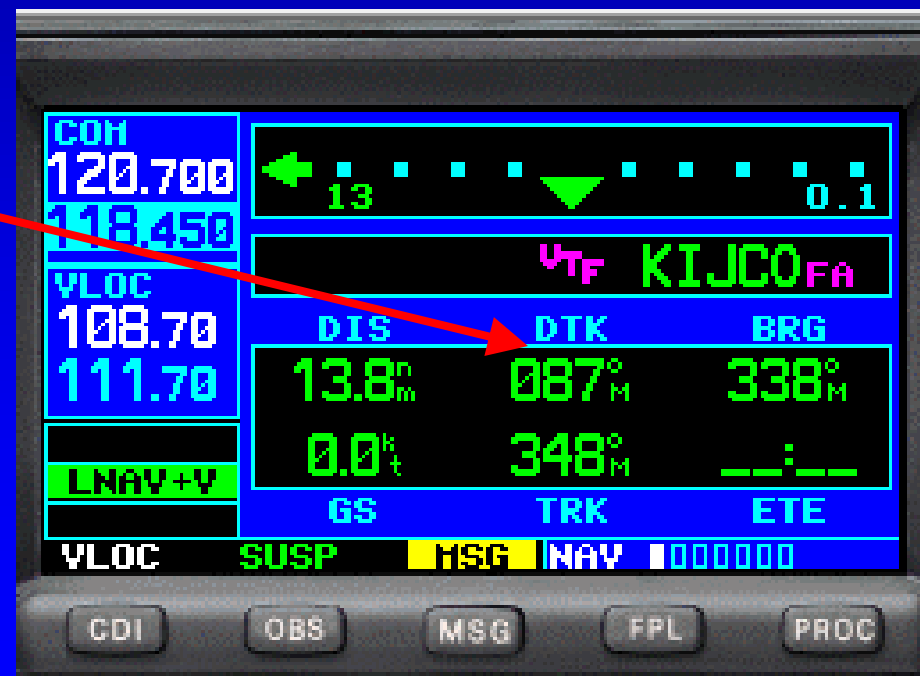 COM
120.700
118.450
13 0.1
VTF KIJCO FA
VLOC
108.70
111.70
DIS DTK BRG
13.8nm 087°M 338°M
0.0kt 348°M __:__
GS TRK ETE
LNAV+V
VLOC SUSP MSG NAV
CDI OBS MSG FPL PROC